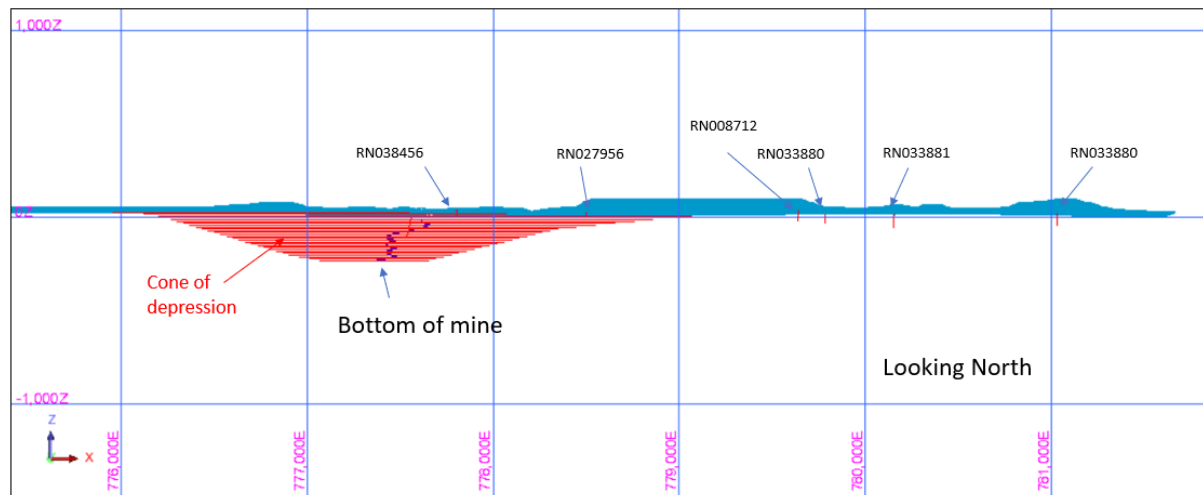 1,000Z
RN008712
RN038456
RN027956
RN033880
RN033881
RN033880
0Z
Cone of
depression
Bottom of mine
Looking North
-1,000Z
Z
X
776,000E
777,000E
778,000E
779,000E
780,000E
781,000E